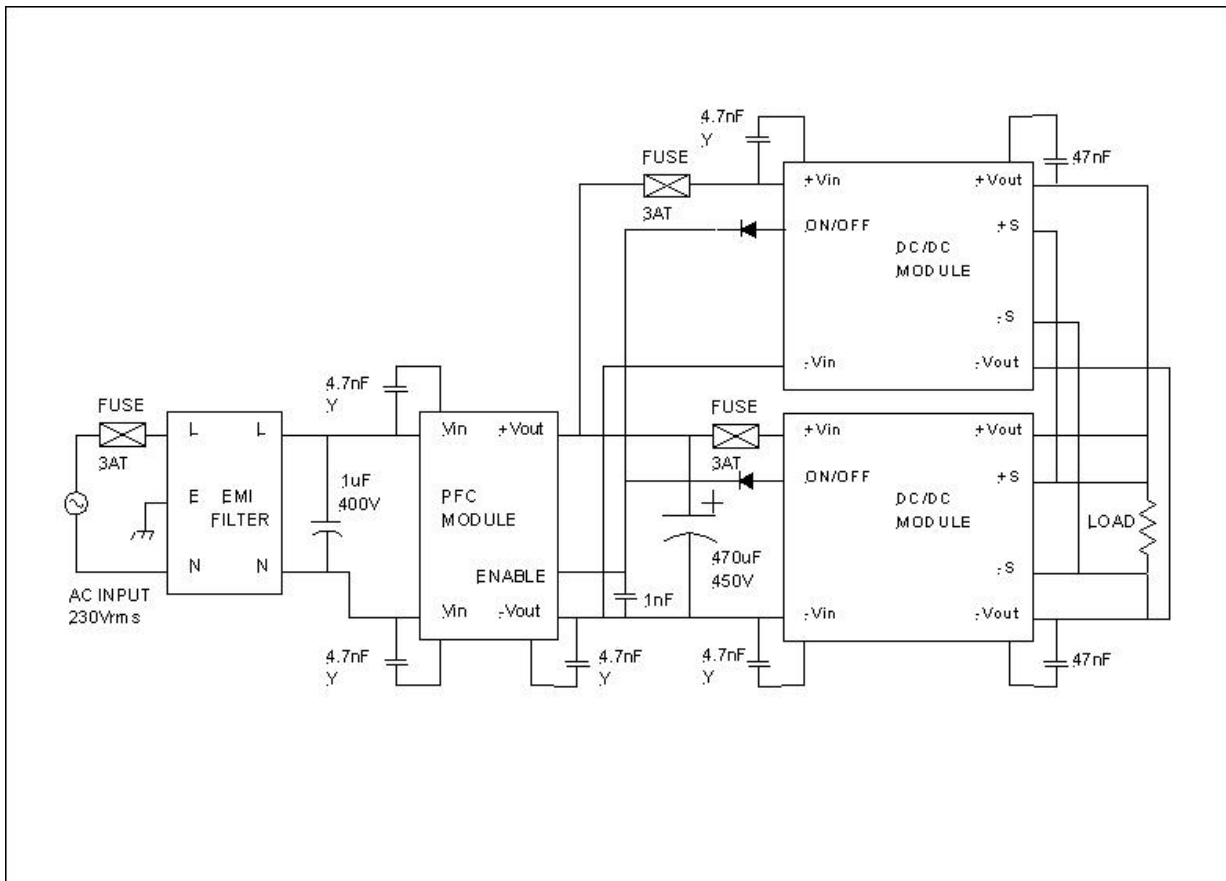 4.7nF
Y
47nF
FUSE
3AT
+Vin
+Vout
ON/OFF
+S
DC/DC
MODULE
-S
-Vin
-Vout
4.7nF
Y
FUSE
3AT
L
L
E
EMI
FILTER
N
N
AC INPUT
230Vrms
1uF
400V
Vin
+Vout
PFC
MODULE
ENABLE
Vin
-Vout
4.7nF
Y
4.7nF
Y
1nF
FUSE
3AT
+
470uF
450V
+Vin
+Vout
ON/OFF
+S
DC/DC
MODULE
-S
-Vin
-Vout
LOAD
4.7nF
Y
47nF